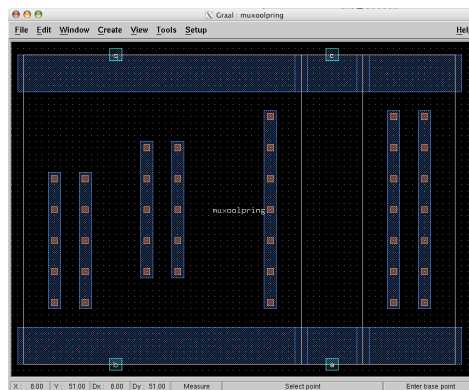 X Graal : muxoolpring
File Edit Window Create View Tools Setup Hel
q c
muxoolpring
b a
X : 8.00 Y : 51.00 Dx : 8.00 Dy : 51.00 Measure Select point Enter base point